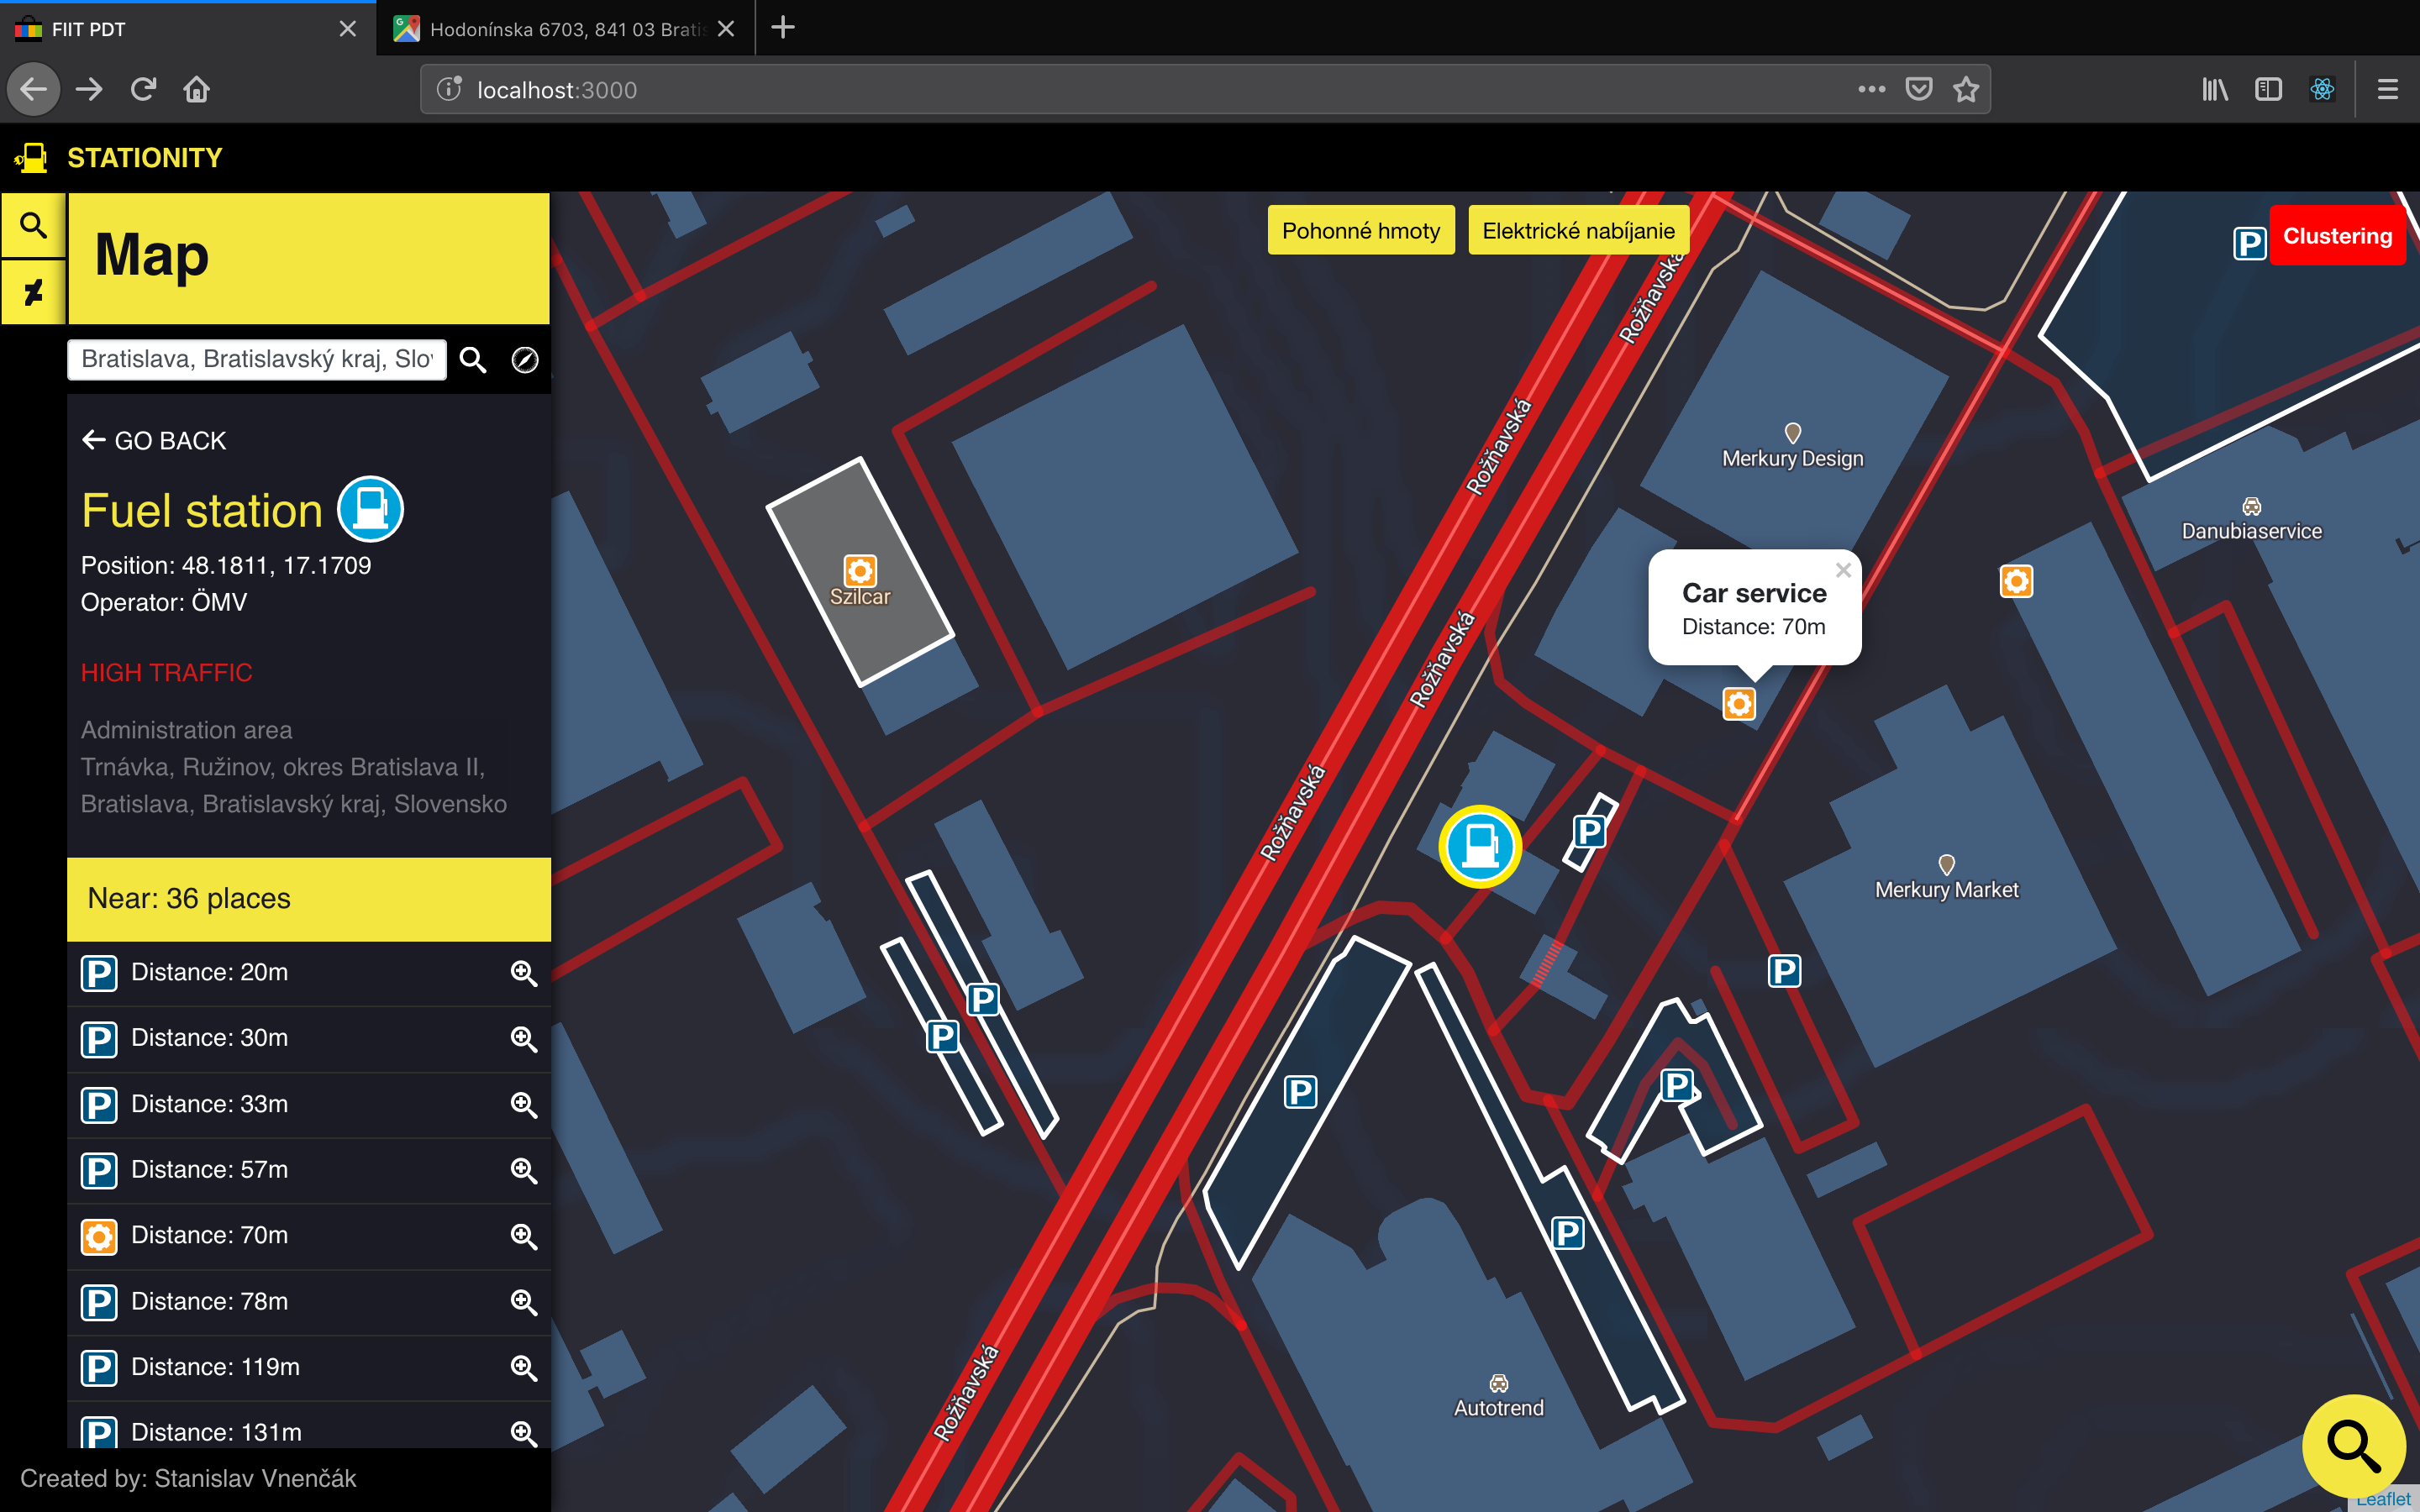 FIIT PDT
Hodonínska 6703, 841 03 Bratis
localhost:3000
STATIONITY
Map
Bratislava, Bratislavský kraj, Slo
GO BACK
Fuel station
Position: 48.1811, 17.1709
Operator: ÖMV
HIGH TRAFFIC
Administration area
Trnávka, Ružinov, okres Bratislava II,
Bratislava, Bratislavský kraj, Slovensko
Near: 36 places
P Distance: 20m
P Distance: 30m
P Distance: 33m
P Distance: 57m
Distance: 70m
P Distance: 78m
P Distance: 119m
P Distance: 131m
Created by: Stanislav Vnenčák
Pohonné hmoty
Elektrické nabíjanie
P
Clustering
Rožňavská
Rožňavská
Merkury Design
Danubiaservice
Szilcar
Car service
Distance: 70m
Rožňavská
Rožňavská
P
Merkury Market
P
P
P
P
P
P
Rožňavská
Autotrend
Leaflet